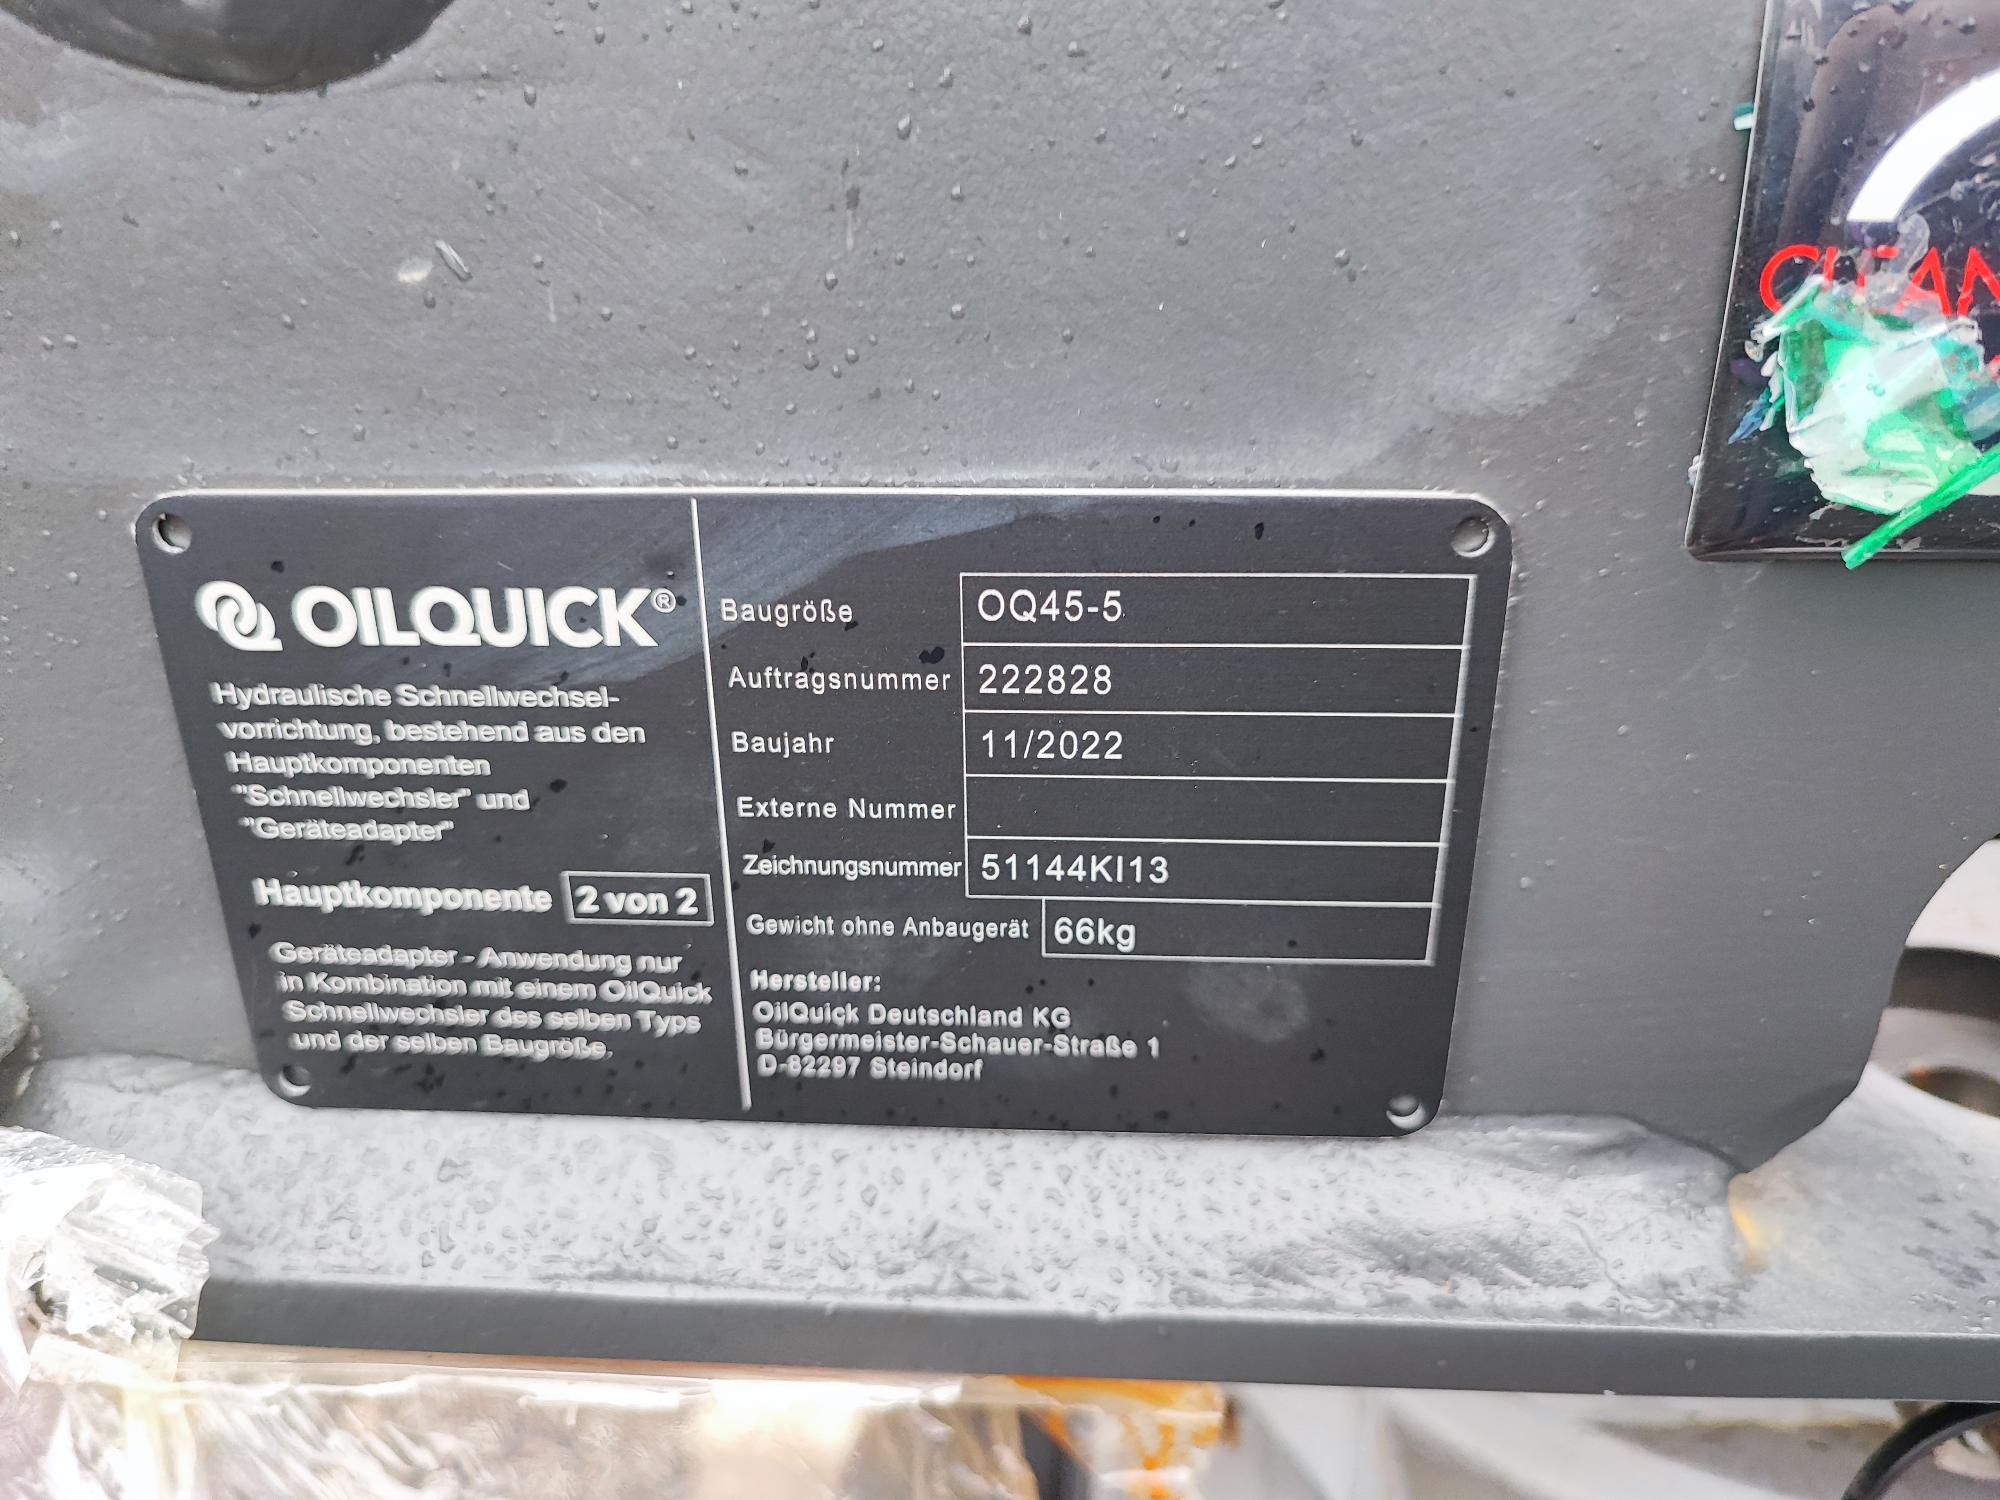 CLEAN
OILQUICK®
Hydraulische Schnellwechsel-
vorrichtung, bestehend aus den
Hauptkomponenten
"Schnellwechsler" und
"Geräteadapter"
Hauptkomponente 2 von 2
Geräteadapter - Anwendung nur
in Kombination mit einem OilQuick
Schnellwechsler des selben Typs
und der selben Baugröße.
Baugröße OQ45-5
Auftragsnummer 222828
Baujahr 11/2022
Externe Nummer
Zeichnungsnummer 51144KI13
Gewicht ohne Anbaugerät 66kg
Hersteller:
OilQuick Deutschland KG
Bürgermeister-Schauer-Straße 1
D-82297 Steindorf